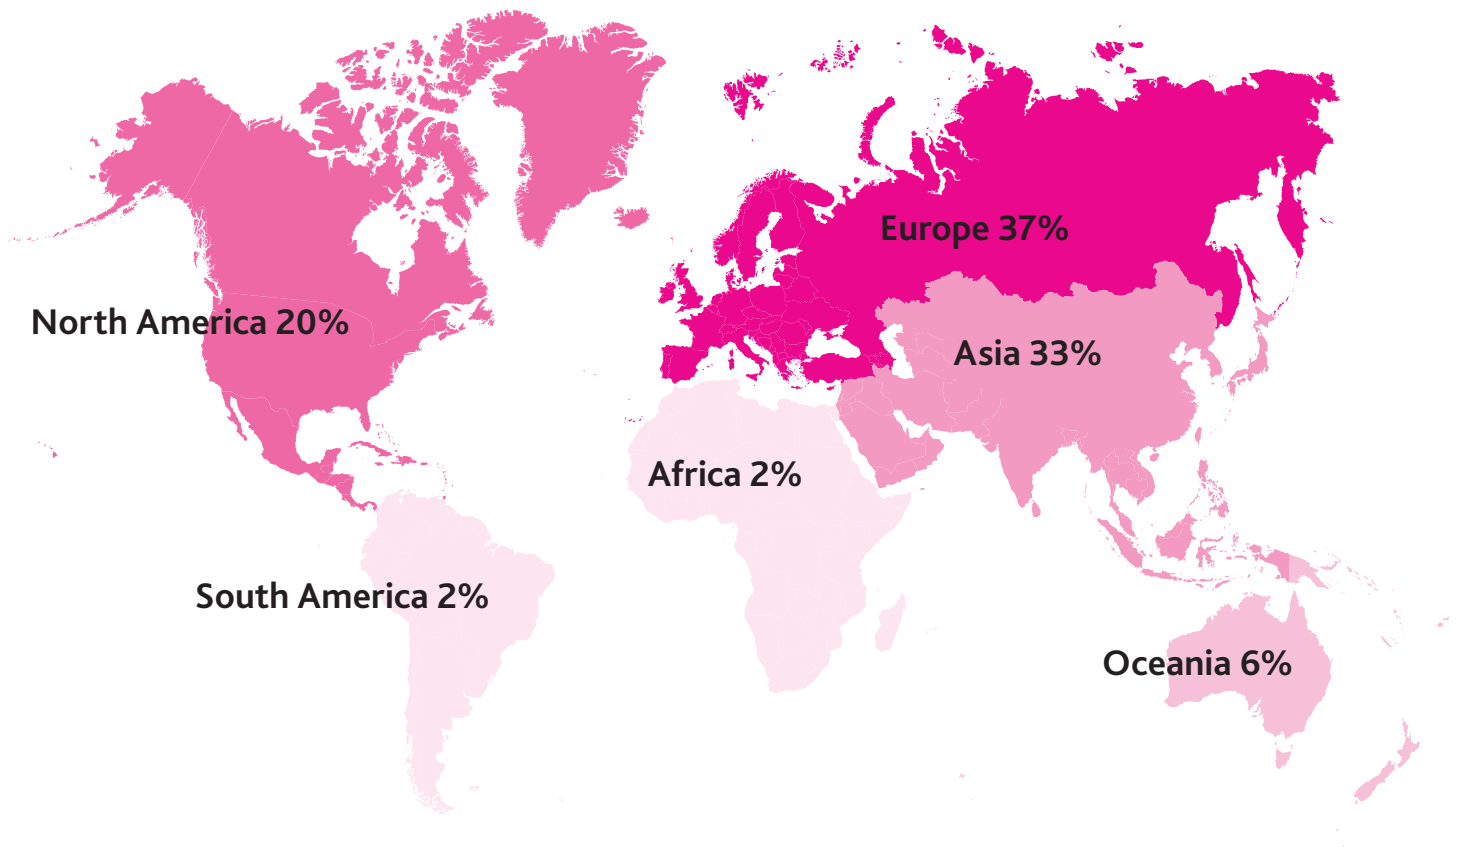 Europe 37%
North America 20%
Asia 33%
Africa 2%
South America 2%
Oceania 6%